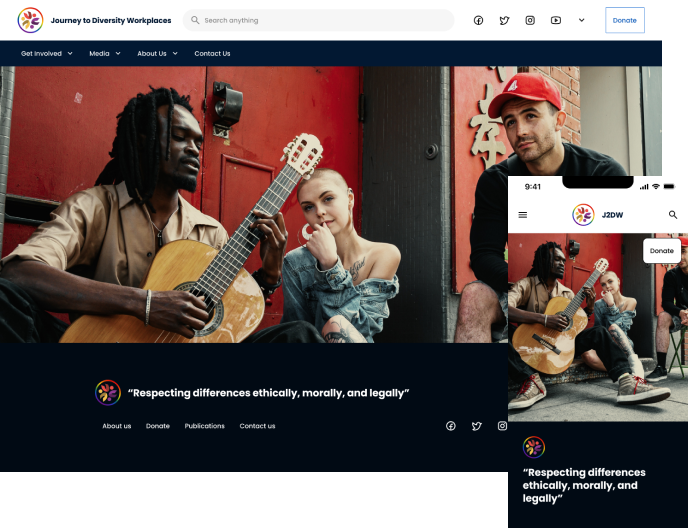 Journey to Diversity Workplaces
Search anything
Donate
Get Involved Media About Us Contact Us
9:41
J2DW
Donate
“Respecting differences ethically, morally, and legally”
About us Donate Publications Contact us
“Respecting differences
ethically, morally, and
legally”